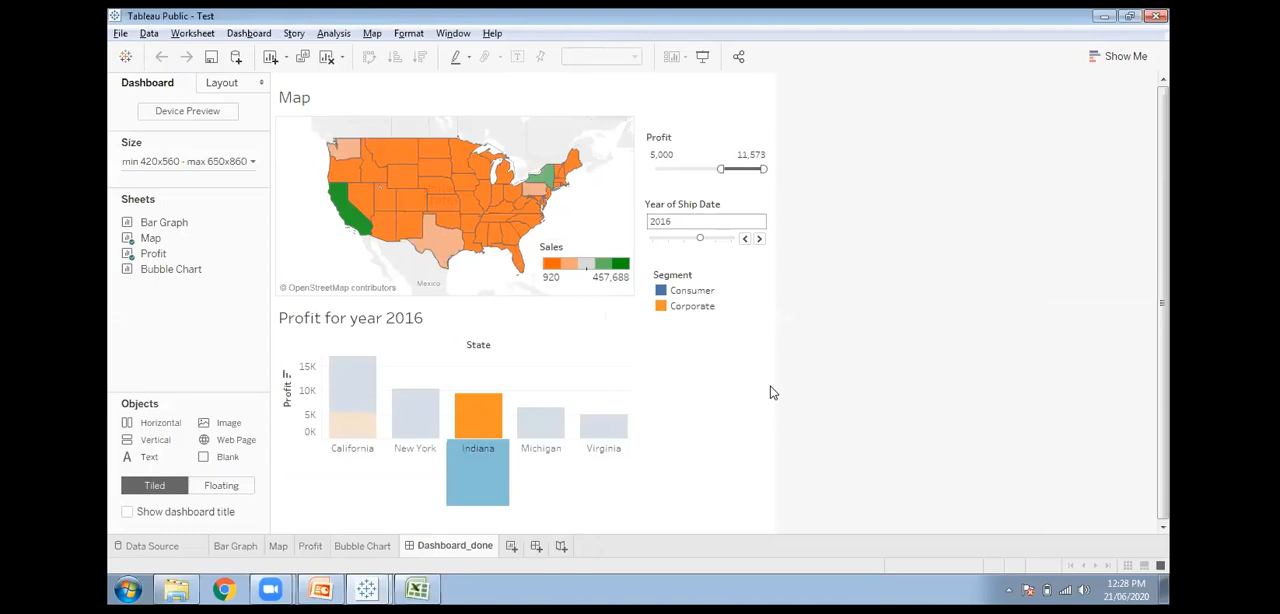 Tableau Public - Test
File Data Worksheet Dashboard Story Analysis Map Format Window Help
Show Me
Dashboard Layout
Device Preview
Size
min 420x560 - max 650x860
Sheets
Bar Graph
Map
Profit
Bubble Chart
Objects
Horizontal Image
Vertical Web Page
A Text Blank
Tiled Floating
Show dashboard title
Map
© OpenStreetMap contributors
Mexico
Sales
920 457,688
Profit
5,000 11,573
Year of Ship Date
2016
Segment
Consumer
Corporate
Profit for year 2016
State
Profit
15K
10K
5K
0K
California New York Indiana Michigan Virginia
Data Source Bar Graph Map Profit Bubble Chart Dashboard_done
12:28 PM
21/06/2020